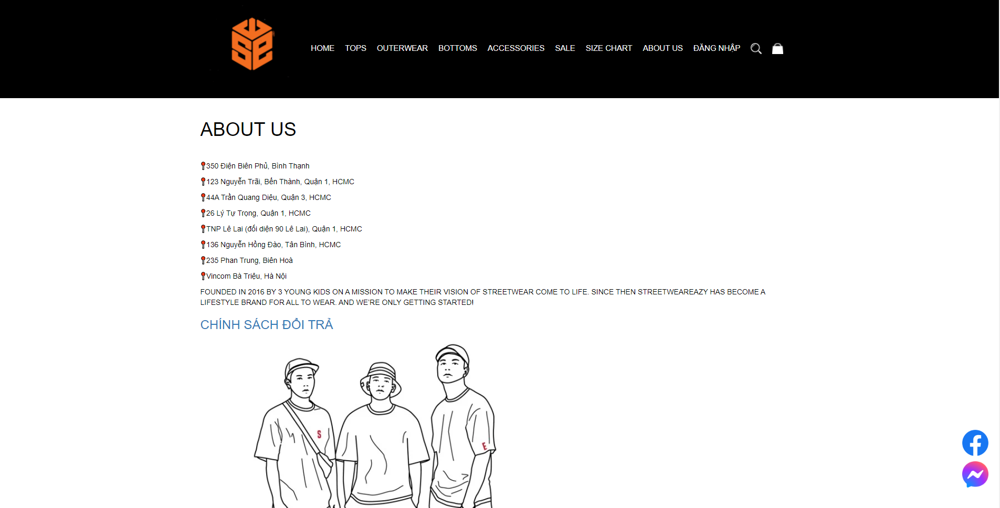 HOME TOPS OUTERWEAR BOTTOMS ACCESSORIES SALE SIZE CHART ABOUT US ĐĂNG NHẬP
ABOUT US
📍350 Điện Biên Phủ, Bình Thạnh
📍123 Nguyễn Trãi, Bến Thành, Quận 1, HCMC
📍44A Trần Quang Diệu, Quận 3, HCMC
📍26 Lý Tự Trọng, Quận 1, HCMC
📍TNP Lê Lai (đối diện 90 Lê Lai), Quận 1, HCMC
📍136 Nguyễn Hồng Đào, Tân Bình, HCMC
📍235 Phan Trung, Biên Hoà
📍Vincom Bà Triệu, Hà Nội
FOUNDED IN 2016 BY 3 YOUNG KIDS ON A MISSION TO MAKE THEIR VISION OF STREETWEAR COME TO LIFE. SINCE THEN STREETWEAREAZY HAS BECOME A
LIFESTYLE BRAND FOR ALL TO WEAR. AND WE’RE ONLY GETTING STARTED!
CHÍNH SÁCH ĐỔI TRẢ
S
E